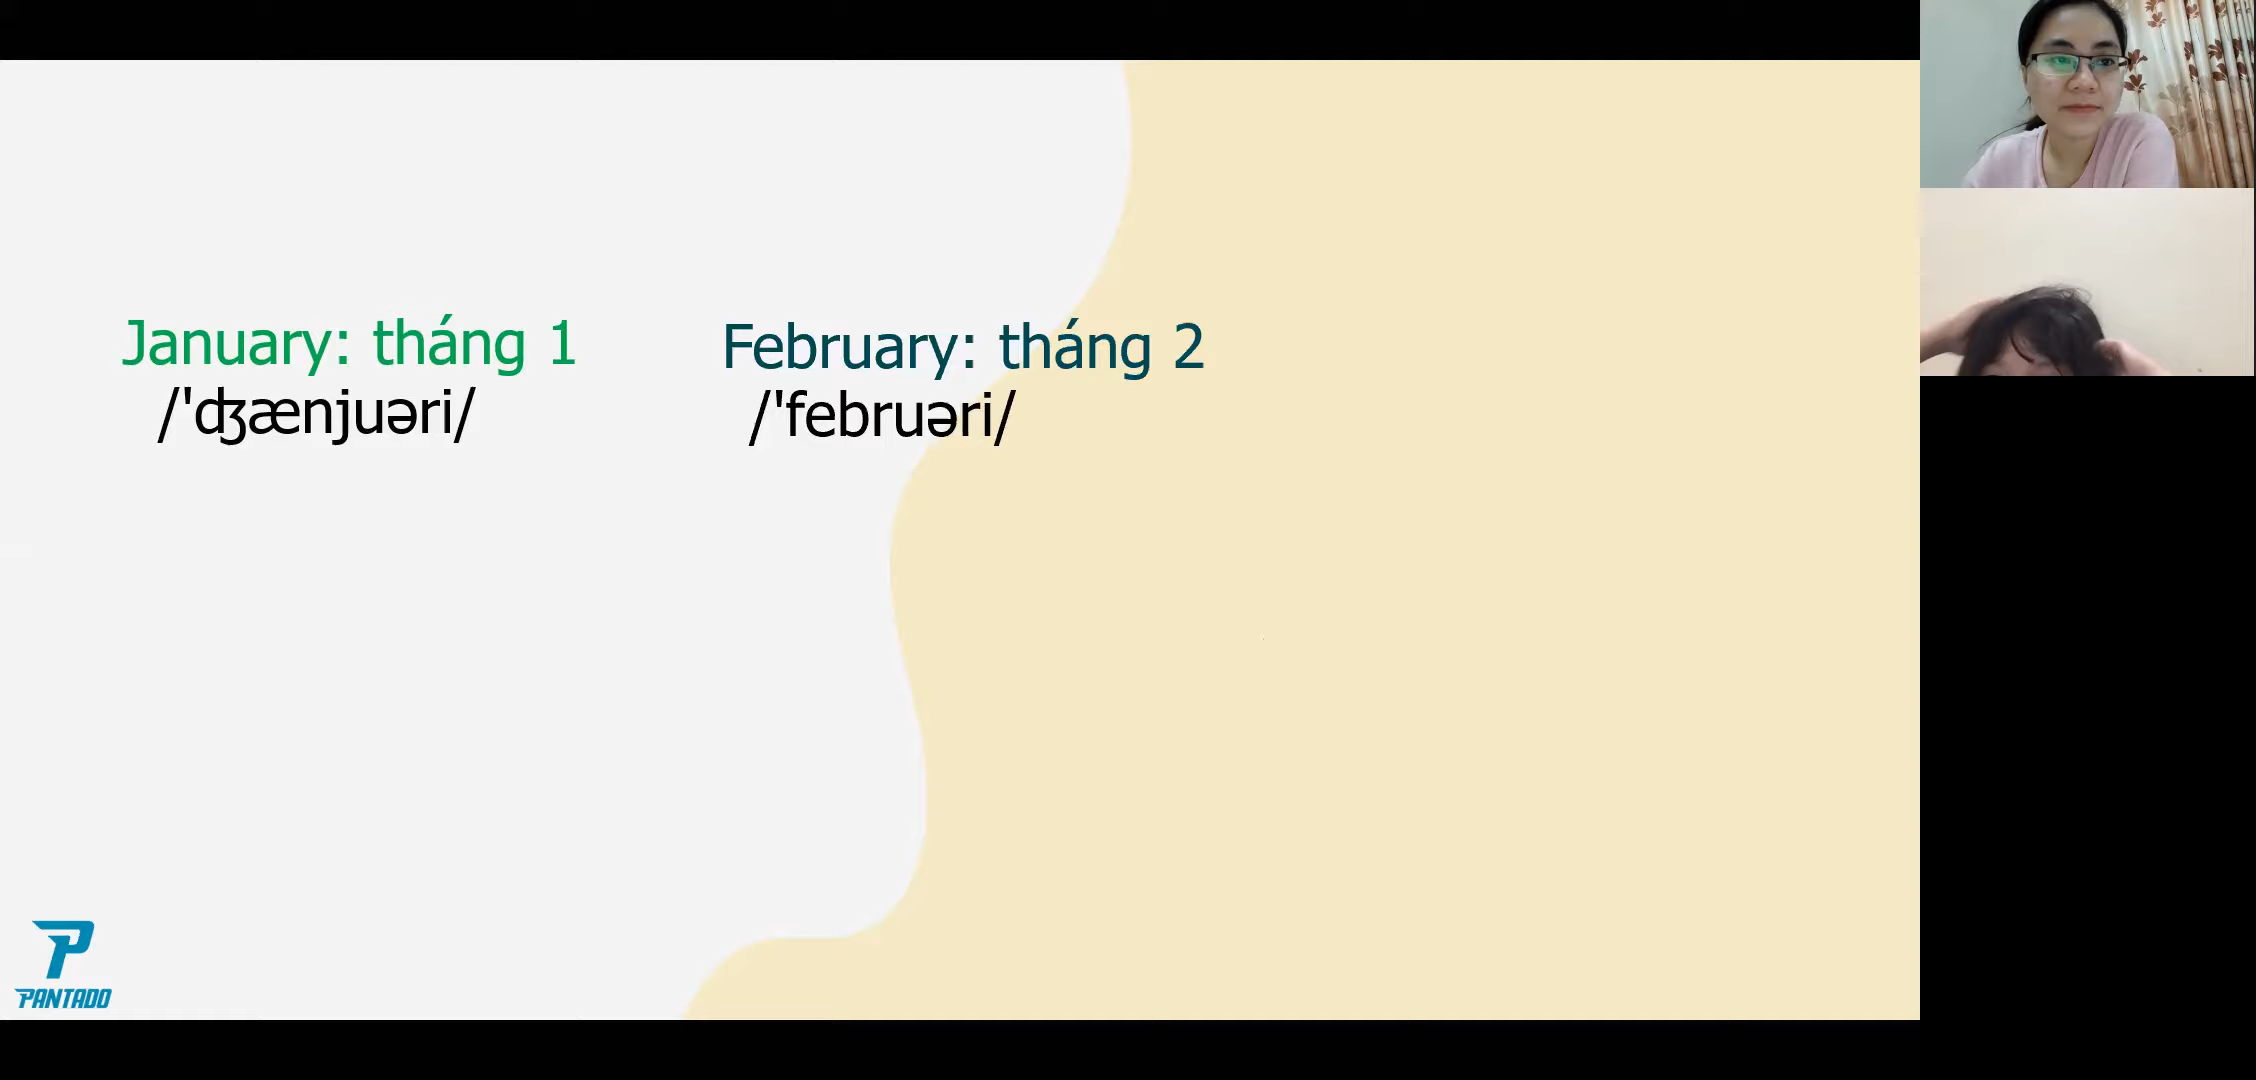 January: tháng 1
/'ʤænjuəri/
February: tháng 2
/'februəri/
PANTADO